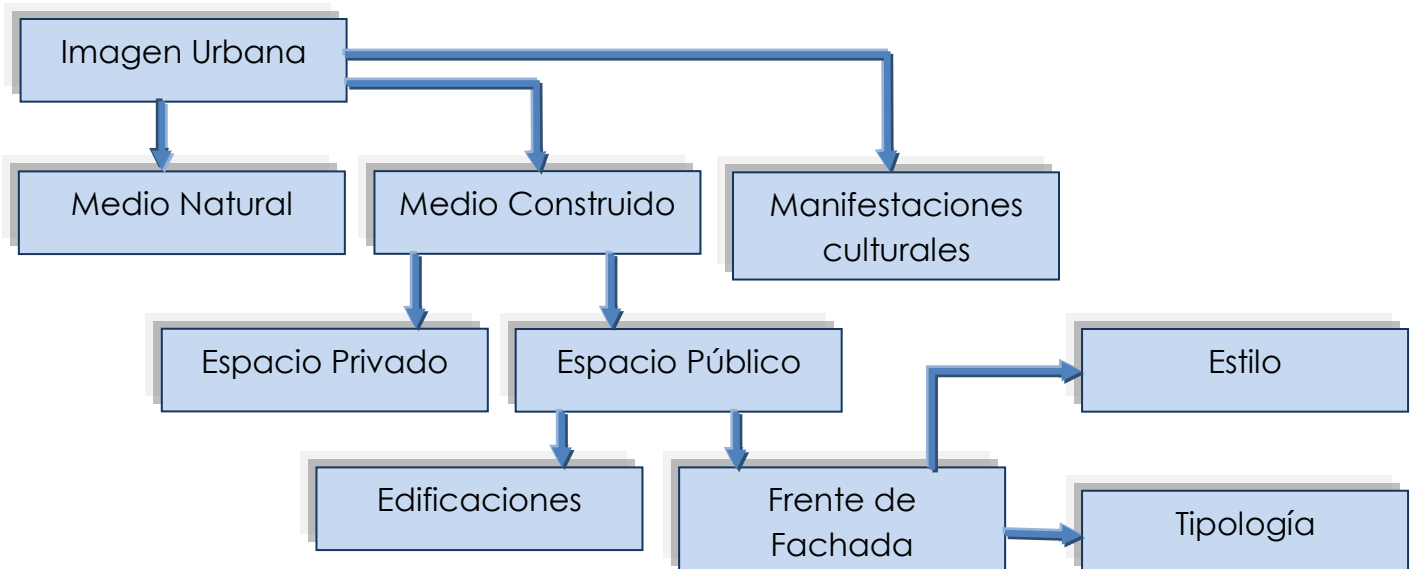 Imagen Urbana
Medio Natural
Medio Construido
Manifestaciones
culturales
Espacio Privado
Espacio Público
Estilo
Edificaciones
Frente de
Fachada
Tipología